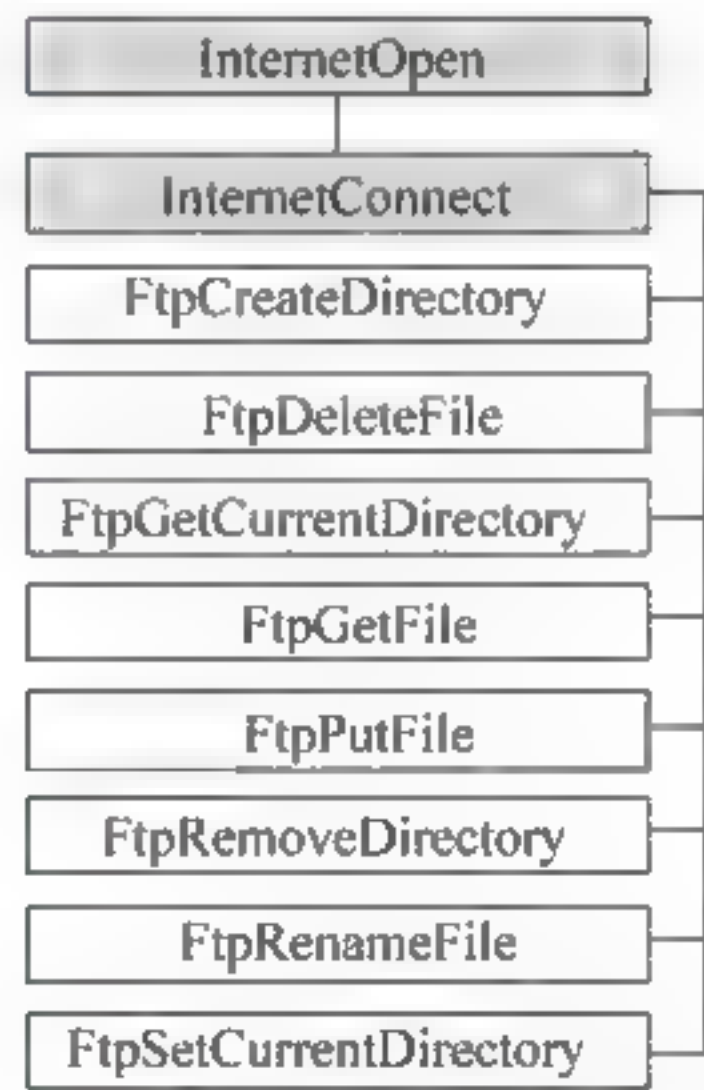 InternetOpen
InternetConnect
FtpCreateDirectory
FtpDeleteFile
FtpGetCurrentDirectory
FtpGetFile
FtpPutFile
FtpRemoveDirectory
FtpRenameFile
FtpSetCurrentDirectory